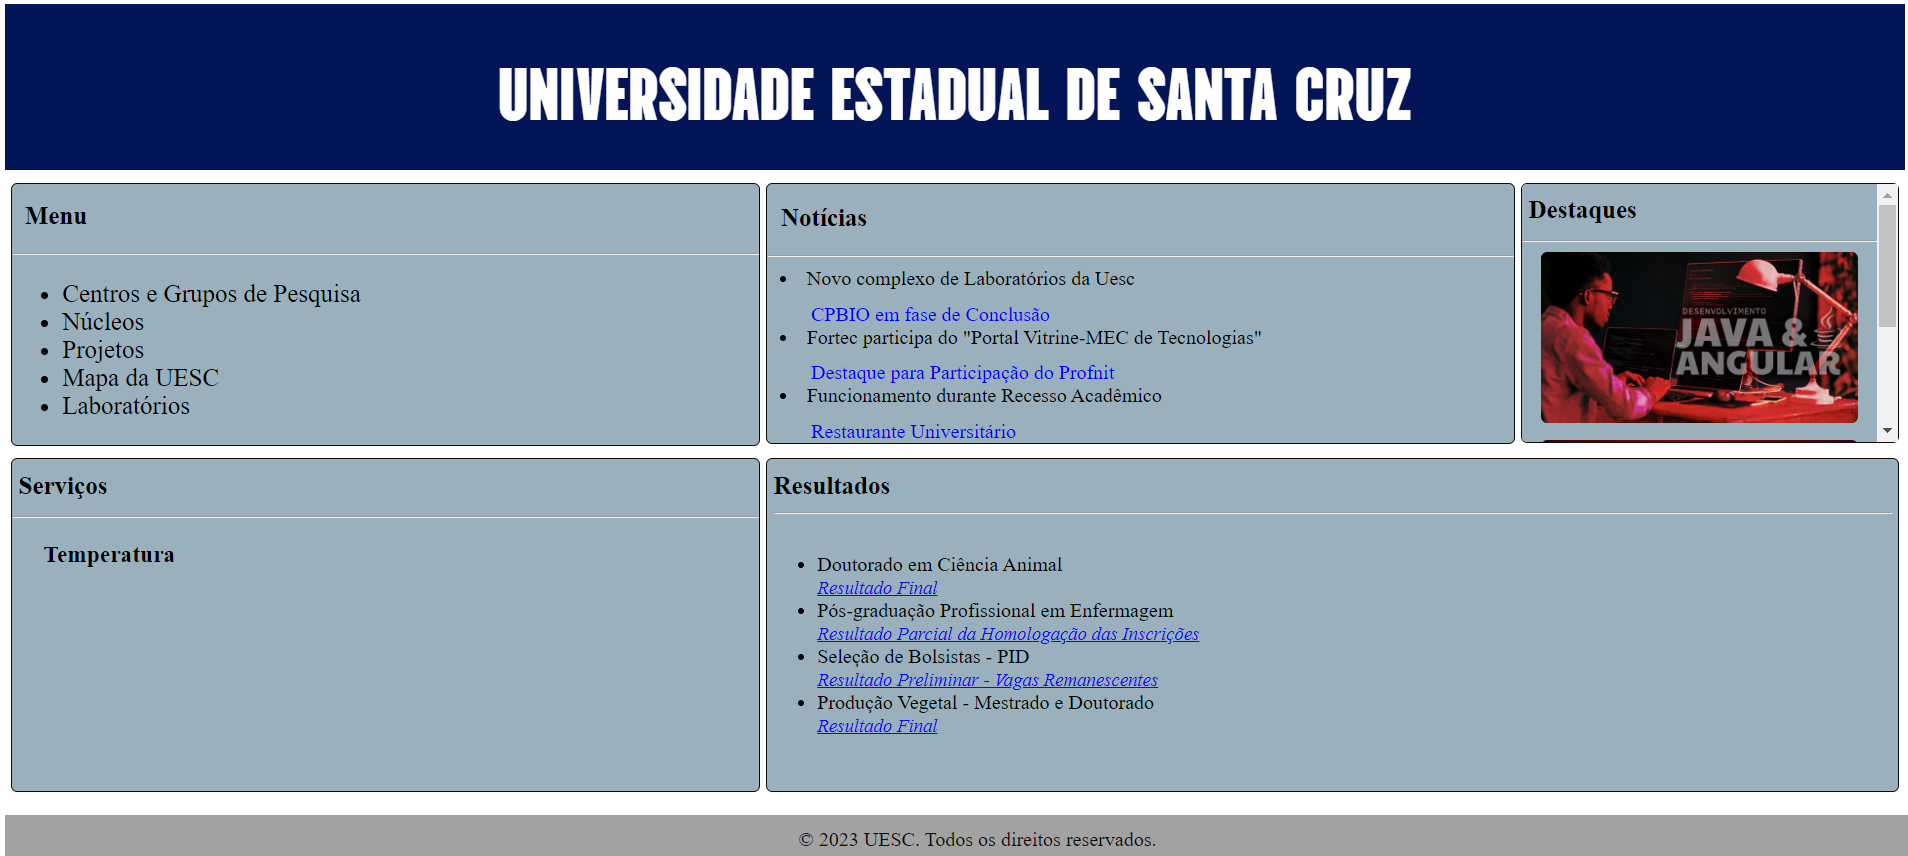 UNIVERSIDADE ESTADUAL DE SANTA CRUZ
Menu
Centros e Grupos de Pesquisa
Núcleos
Projetos
Mapa da UESC
Laboratórios
Notícias
Novo complexo de Laboratórios da Uesc
CPBIO em fase de Conclusão
Fortec participa do "Portal Vitrine-MEC de Tecnologias"
Destaque para Participação do Profnit
Funcionamento durante Recesso Acadêmico
Restaurante Universitário
Destaques
DESENVOLVIMENTO
JAVA &
ANGULAR
Serviços
Temperatura
Resultados
Doutorado em Ciência Animal
Resultado Final
Pós-graduação Profissional em Enfermagem
Resultado Parcial da Homologação das Inscrições
Seleção de Bolsistas - PID
Resultado Preliminar - Vagas Remanescentes
Produção Vegetal - Mestrado e Doutorado
Resultado Final
© 2023 UESC. Todos os direitos reservados.